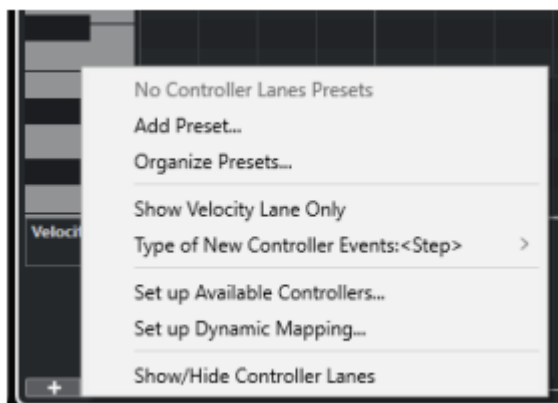 No Controller Lanes Presets
Add Preset...
Organize Presets...
Show Velocity Lane Only
Type of New Controller Events:<Step>
Velocit
Set up Available Controllers...
Set up Dynamic Mapping...
Show/Hide Controller Lanes